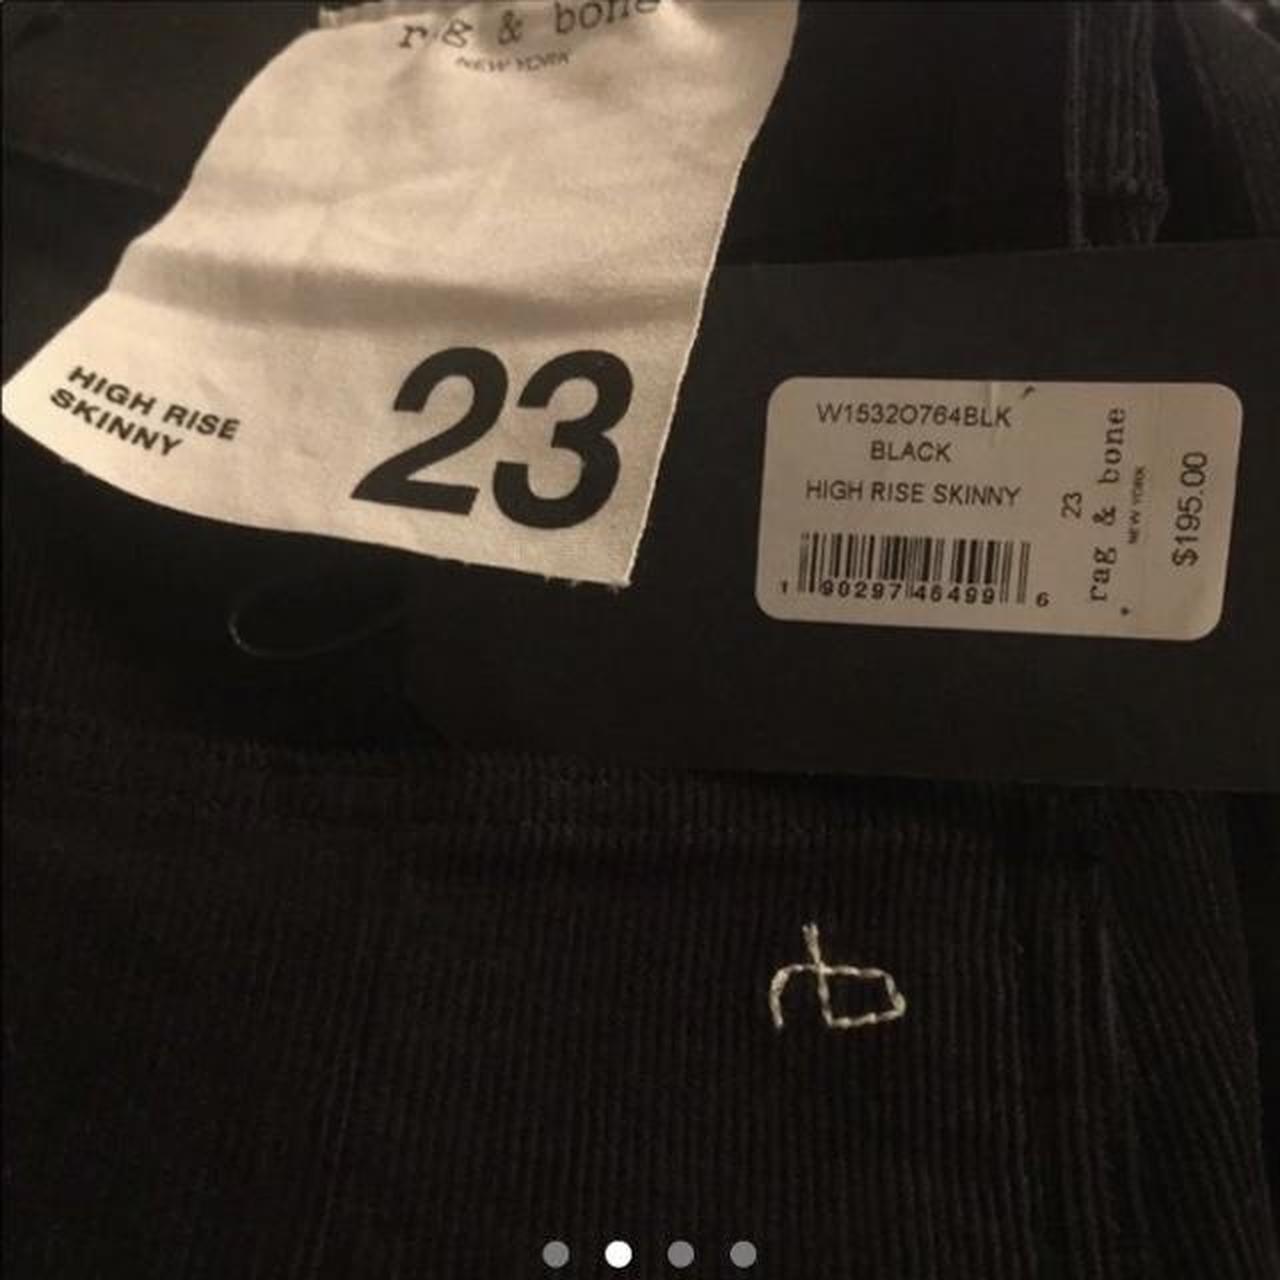 rag & bone
NEW YORK
HIGH RISE
SKINNY
23
W1532O764BLK
BLACK
HIGH RISE SKINNY
1 90297 46499 6
23
rag & bone
NEW YORK
$195.00
rb